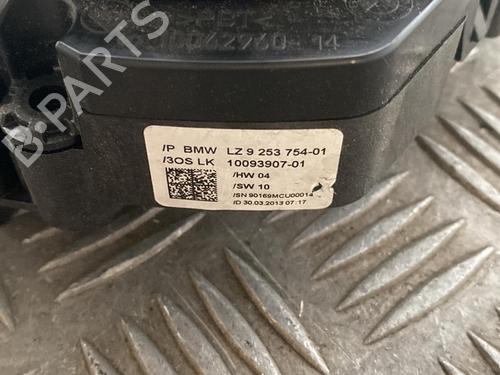 B-PARTS
14
/P BMW LZ 9 253 754-01
/3OS LK 10093907-01
/HW 04
/SW 10
/SN 90169MCU00014
/D 30.03.2013 07:17